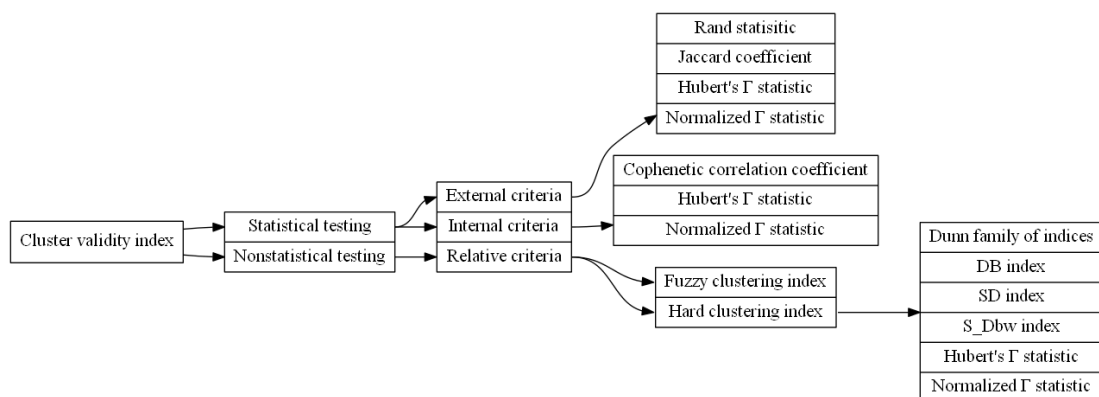 Cluster validity index
Statistical testing
Nonstatistical testing
External criteria
Internal criteria
Relative criteria
Rand statisitic
Jaccard coefficient
Hubert's Γ statistic
Normalized Γ statistic
Cophenetic correlation coefficient
Hubert's Γ statistic
Normalized Γ statistic
Fuzzy clustering index
Hard clustering index
Dunn family of indices
DB index
SD index
S_Dbw index
Hubert's Γ statistic
Normalized Γ statistic